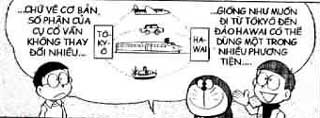 ...CHỨ VỀ CƠ BẢN,
SỐ PHẬN CỦA
CỤ CỐ VẪN
KHÔNG THAY
ĐỔI NHIỀU...
TÔ-
KY-
Ô
HA-
WAI
...GIỐNG NHƯ MUỐN
ĐI TỪ TÔKYÔ ĐẾN
ĐẢO HAWAI CÓ THỂ
DÙNG MỘT TRONG
NHIỀU PHƯƠNG
TIỆN....